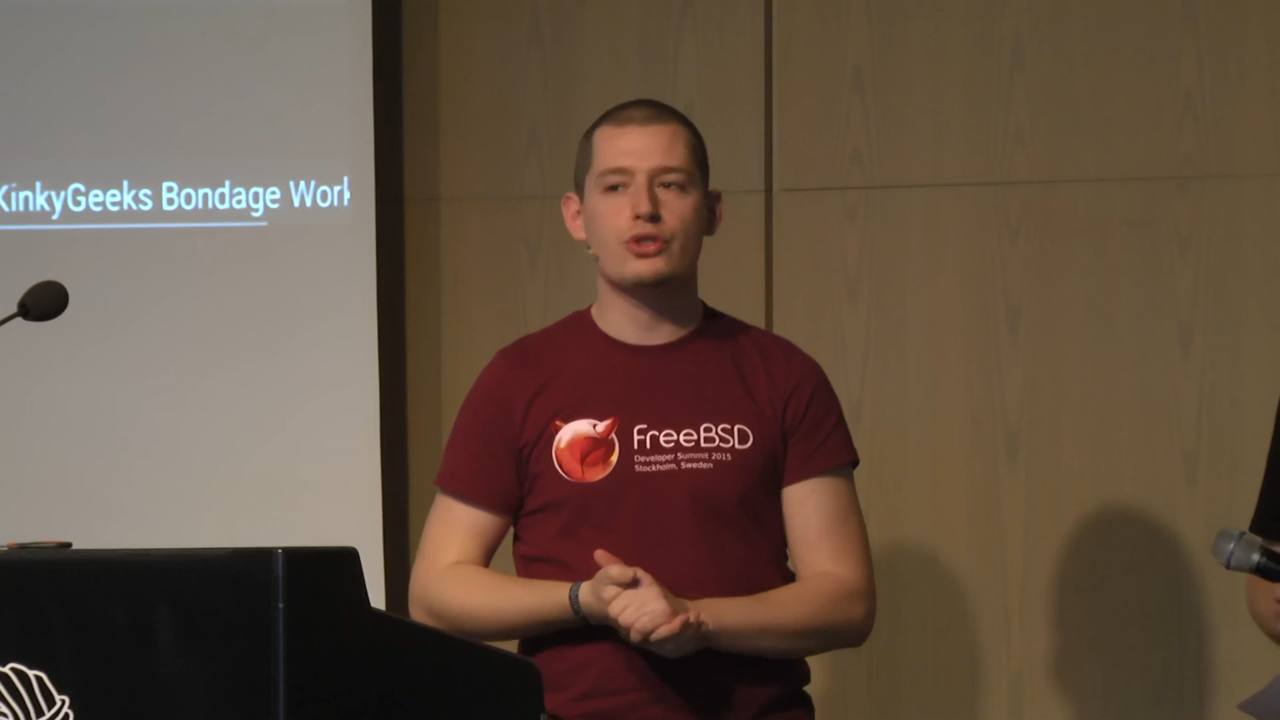 KinkyGeeks Bondage Work
FreeBSD
Developer Summit 2015
Stockholm, Sweden